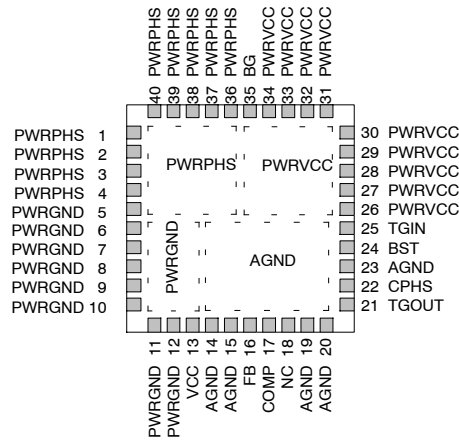 40 PWRPHS
39 PWRPHS
38 PWRPHS
37 PWRPHS
36 PWRPHS
35 BG
34 PWRVCC
33 PWRVCC
32 PWRVCC
31 PWRVCC
PWRPHS 1
PWRPHS 2
PWRPHS 3
PWRPHS 4
PWRGND 5
PWRGND 6
PWRGND 7
PWRGND 8
PWRGND 9
PWRGND 10
PWRPHS
PWRVCC
PWRGND
AGND
30 PWRVCC
29 PWRVCC
28 PWRVCC
27 PWRVCC
26 PWRVCC
25 TGIN
24 BST
23 AGND
22 CPHS
21 TGOUT
PWRGND 11
PWRGND 12
VCC 13
AGND 14
AGND 15
FB 16
COMP 17
NC 18
AGND 19
AGND 20